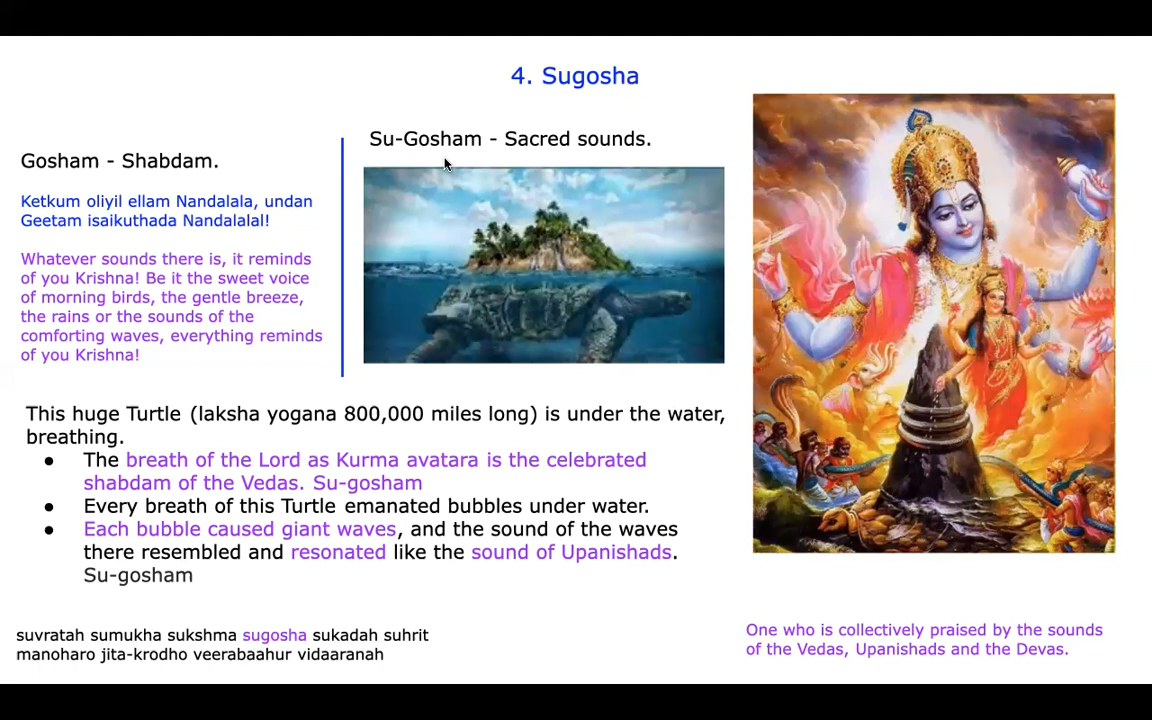 4. Sugosha
Gosham - Shabdam.
Ketkum oliyil ellam Nandalala, undan
Geetam isaikuthada Nandalalal!
Whatever sounds there is, it reminds
of you Krishna! Be it the sweet voice
of morning birds, the gentle breeze,
the rains or the sounds of the
comforting waves, everything reminds
of you Krishna!
Su-Gosham - Sacred sounds.
This huge Turtle (laksha yogana 800,000 miles long) is under the water,
breathing.
● The breath of the Lord as Kurma avatara is the celebrated
shabdam of the Vedas. Su-gosham
● Every breath of this Turtle emanated bubbles under water.
● Each bubble caused giant waves, and the sound of the waves
there resembled and resonated like the sound of Upanishads.
Su-gosham
suvratah sumukha sukshma sugosha sukadah suhrit
manoharo jita-krodho veerabaahur vidaaranah
One who is collectively praised by the sounds
of the Vedas, Upanishads and the Devas.